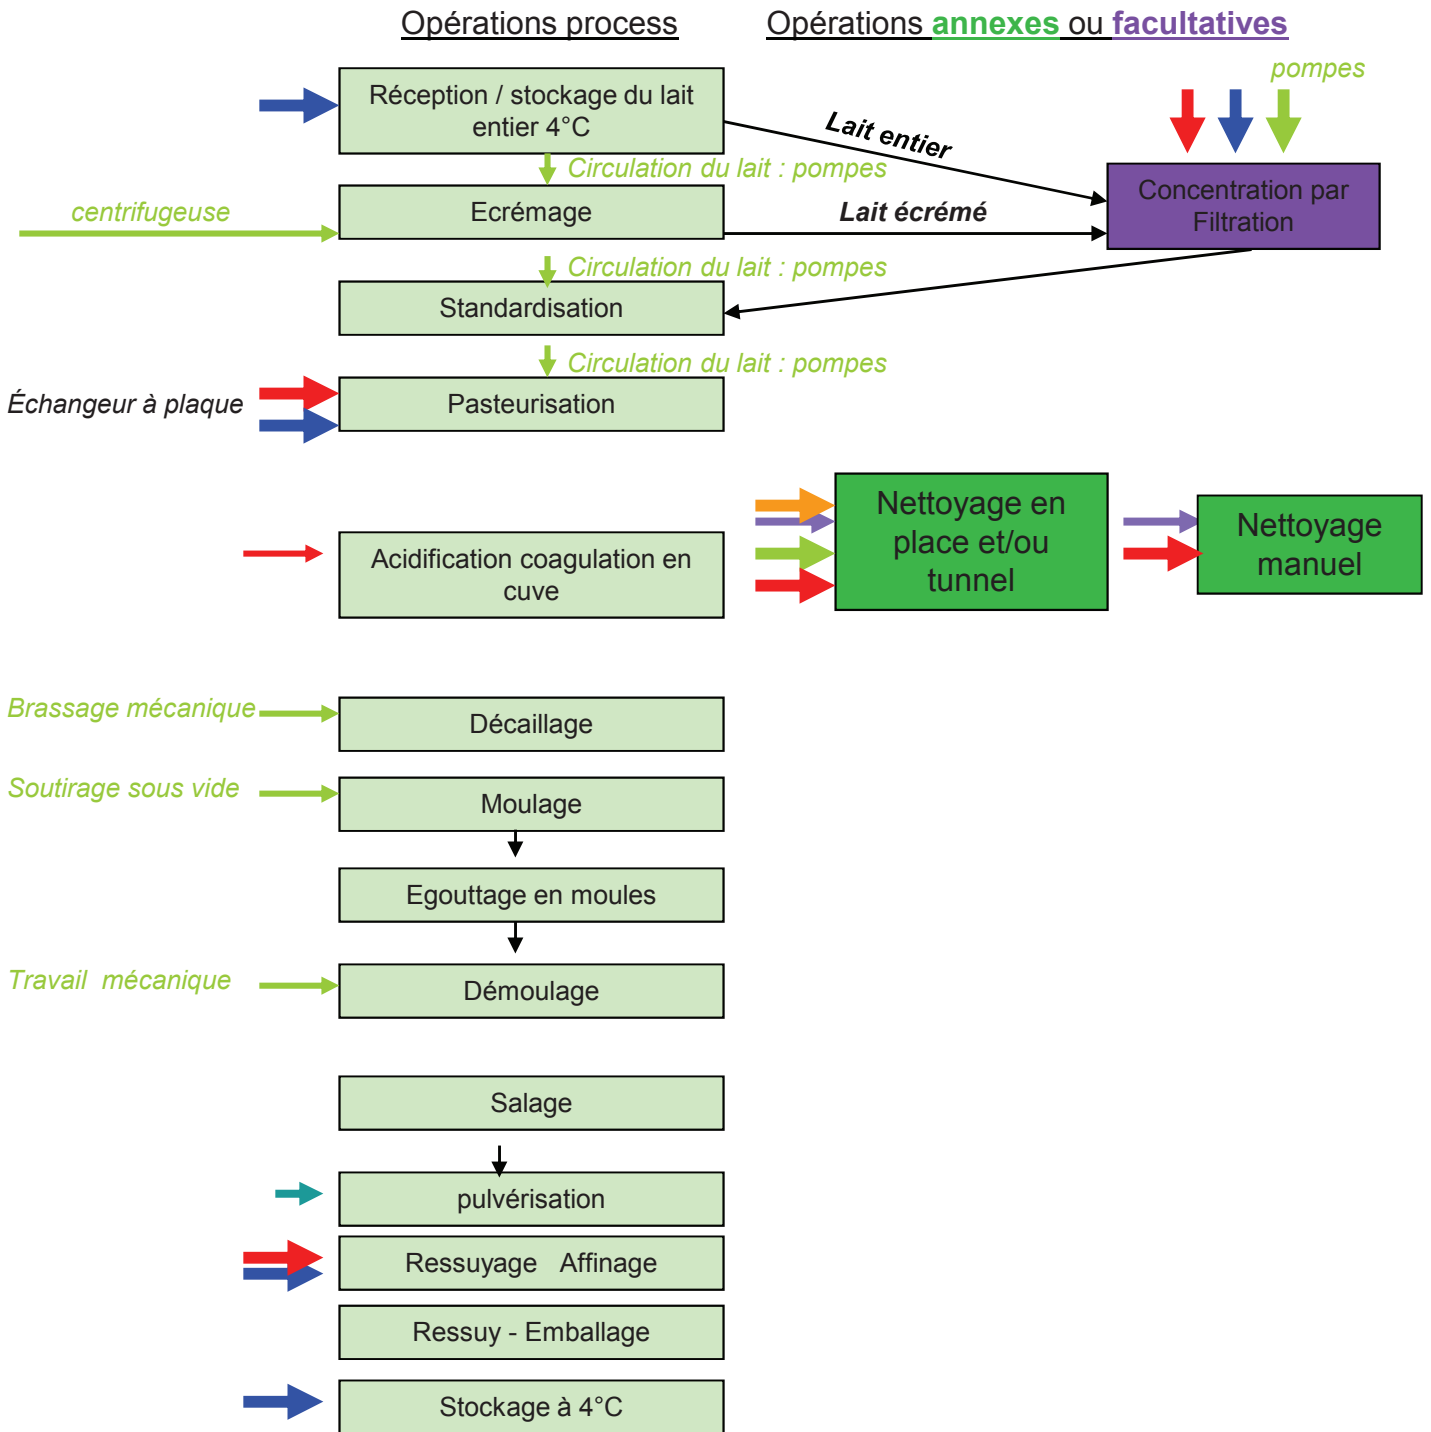 Opérations process
Opérations annexes ou facultatives
pompes
Réception / stockage du lait
entier 4°C
Lait entier
Circulation du lait : pompes
Concentration par
Filtration
centrifugeuse
Ecrémage
Lait écrémé
Circulation du lait : pompes
Standardisation
Circulation du lait : pompes
Échangeur à plaque
Pasteurisation
Nettoyage en
place et/ou
tunnel
Nettoyage
manuel
Acidification coagulation en
cuve
Brassage mécanique
Décaillage
Soutirage sous vide
Moulage
Egouttage en moules
Travail mécanique
Démoulage
Salage
pulvérisation
Ressuyage Affinage
Ressuy - Emballage
Stockage à 4°C